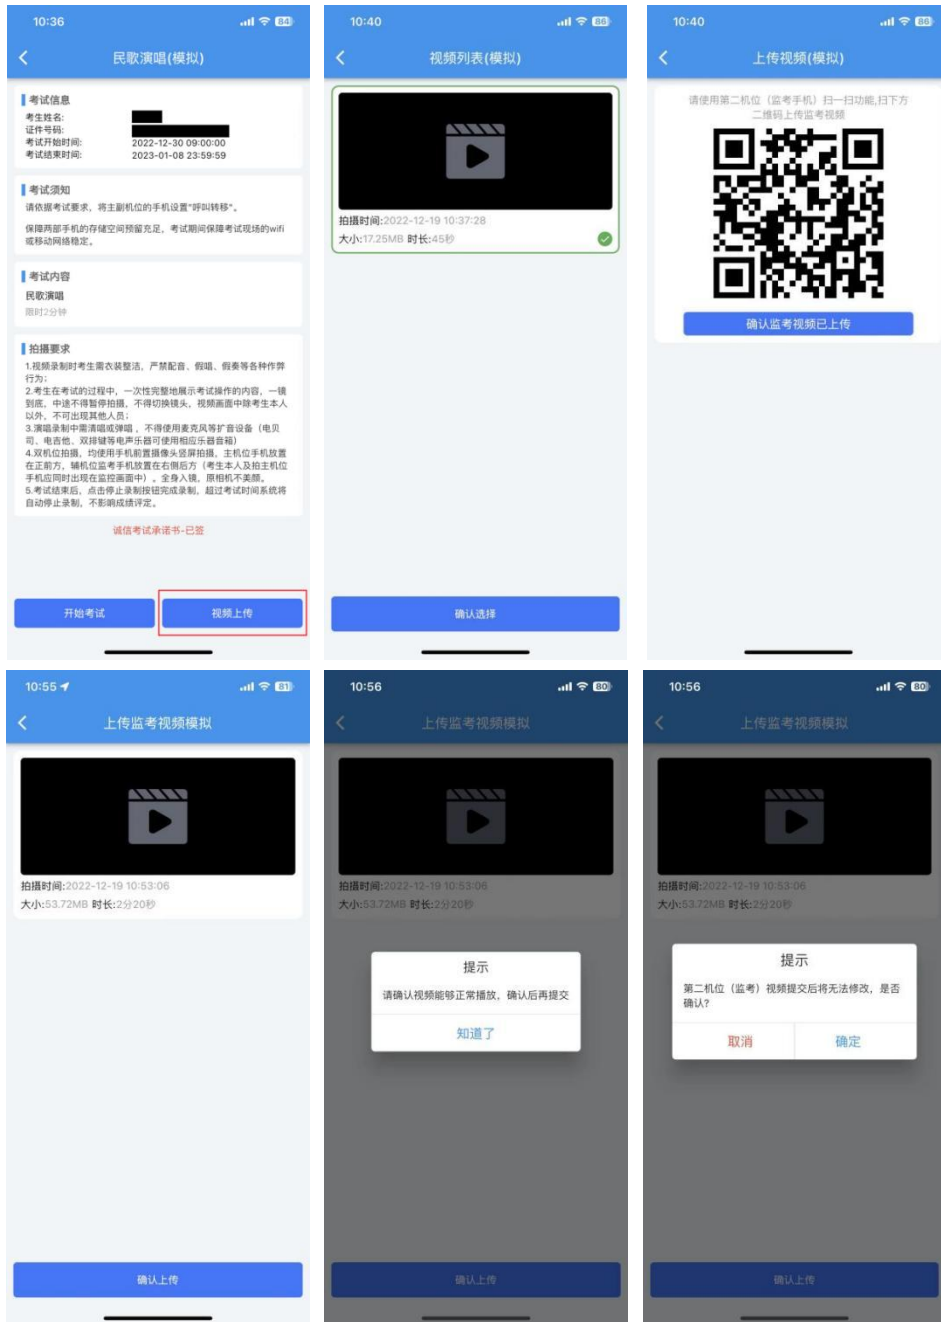 10:36
84
民歌演唱(模拟)
考试信息
考生姓名:
证件号码:
考试开始时间: 2022-12-30 09:00:00
考试结束时间: 2023-01-08 23:59:59
考试须知
请依据考试要求，将主副机位的手机设置"呼叫转移"。
保障两部手机的存储空间预留充足，考试期间保障考试现场的wifi
或移动网络稳定。
考试内容
民歌演唱
限时2分钟
拍摄要求
1.视频录制时考生需衣装整洁，严禁配音、假唱、假奏等各种作弊
行为；
2.考生在考试的过程中，一次性完整地展示考试操作的内容，一镜
到底，中途不得暂停拍摄，不得切换镜头，视频画面中除考生本人
以外，不可出现其他人员；
3.演唱录制中需清唱或弹唱，不得使用麦克风等扩音设备（电贝
司、电吉他、双排键等电声乐器可使用相应乐器音箱）
4.双机位拍摄，均使用手机前置摄像头竖屏拍摄，主机位手机放置
在正前方，辅机位监考手机放置在右侧后方（考生本人及拍主机位
手机应同时出现在监控画面中）。全身入镜，原相机不美颜。
5.考试结束后，点击停止录制按钮完成录制，超过考试时间系统将
自动停止录制，不影响成绩评定。
诚信考试承诺书-已签
开始考试
视频上传
10:40
86
视频列表(模拟)
拍摄时间:2022-12-19 10:37:28
大小:17.25MB 时长:45秒
确认选择
10:40
86
上传视频(模拟)
请使用第二机位（监考手机）扫一扫功能,扫下方
二维码上传监考视频
确认监考视频已上传
10:55
81
上传监考视频模拟
拍摄时间:2022-12-19 10:53:06
大小:53.72MB 时长:2分20秒
确认上传
10:56
80
上传监考视频模拟
拍摄时间:2022-12-19 10:53:06
大小:53.72MB 时长:2分20秒
提示
请确认视频能够正常播放，确认后再提交
知道了
确认上传
10:56
80
上传监考视频模拟
拍摄时间:2022-12-19 10:53:06
大小:53.72MB 时长:2分20秒
提示
第二机位（监考）视频提交后将无法修改，是否
确认?
取消
确定
确认上传